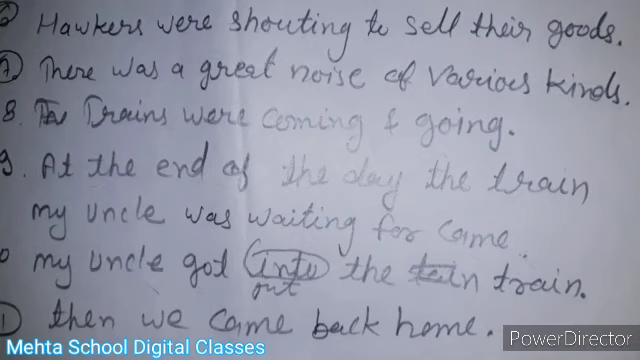 Hawkers were shouting to sell their goods.
7 There was a great noise of various kinds.
8. Trains were coming & going.
9. At the end of the day the train
my uncle was waiting for came.
my uncle got into the train.
out
then we came back home.
Mehta School Digital Classes
PowerDirector